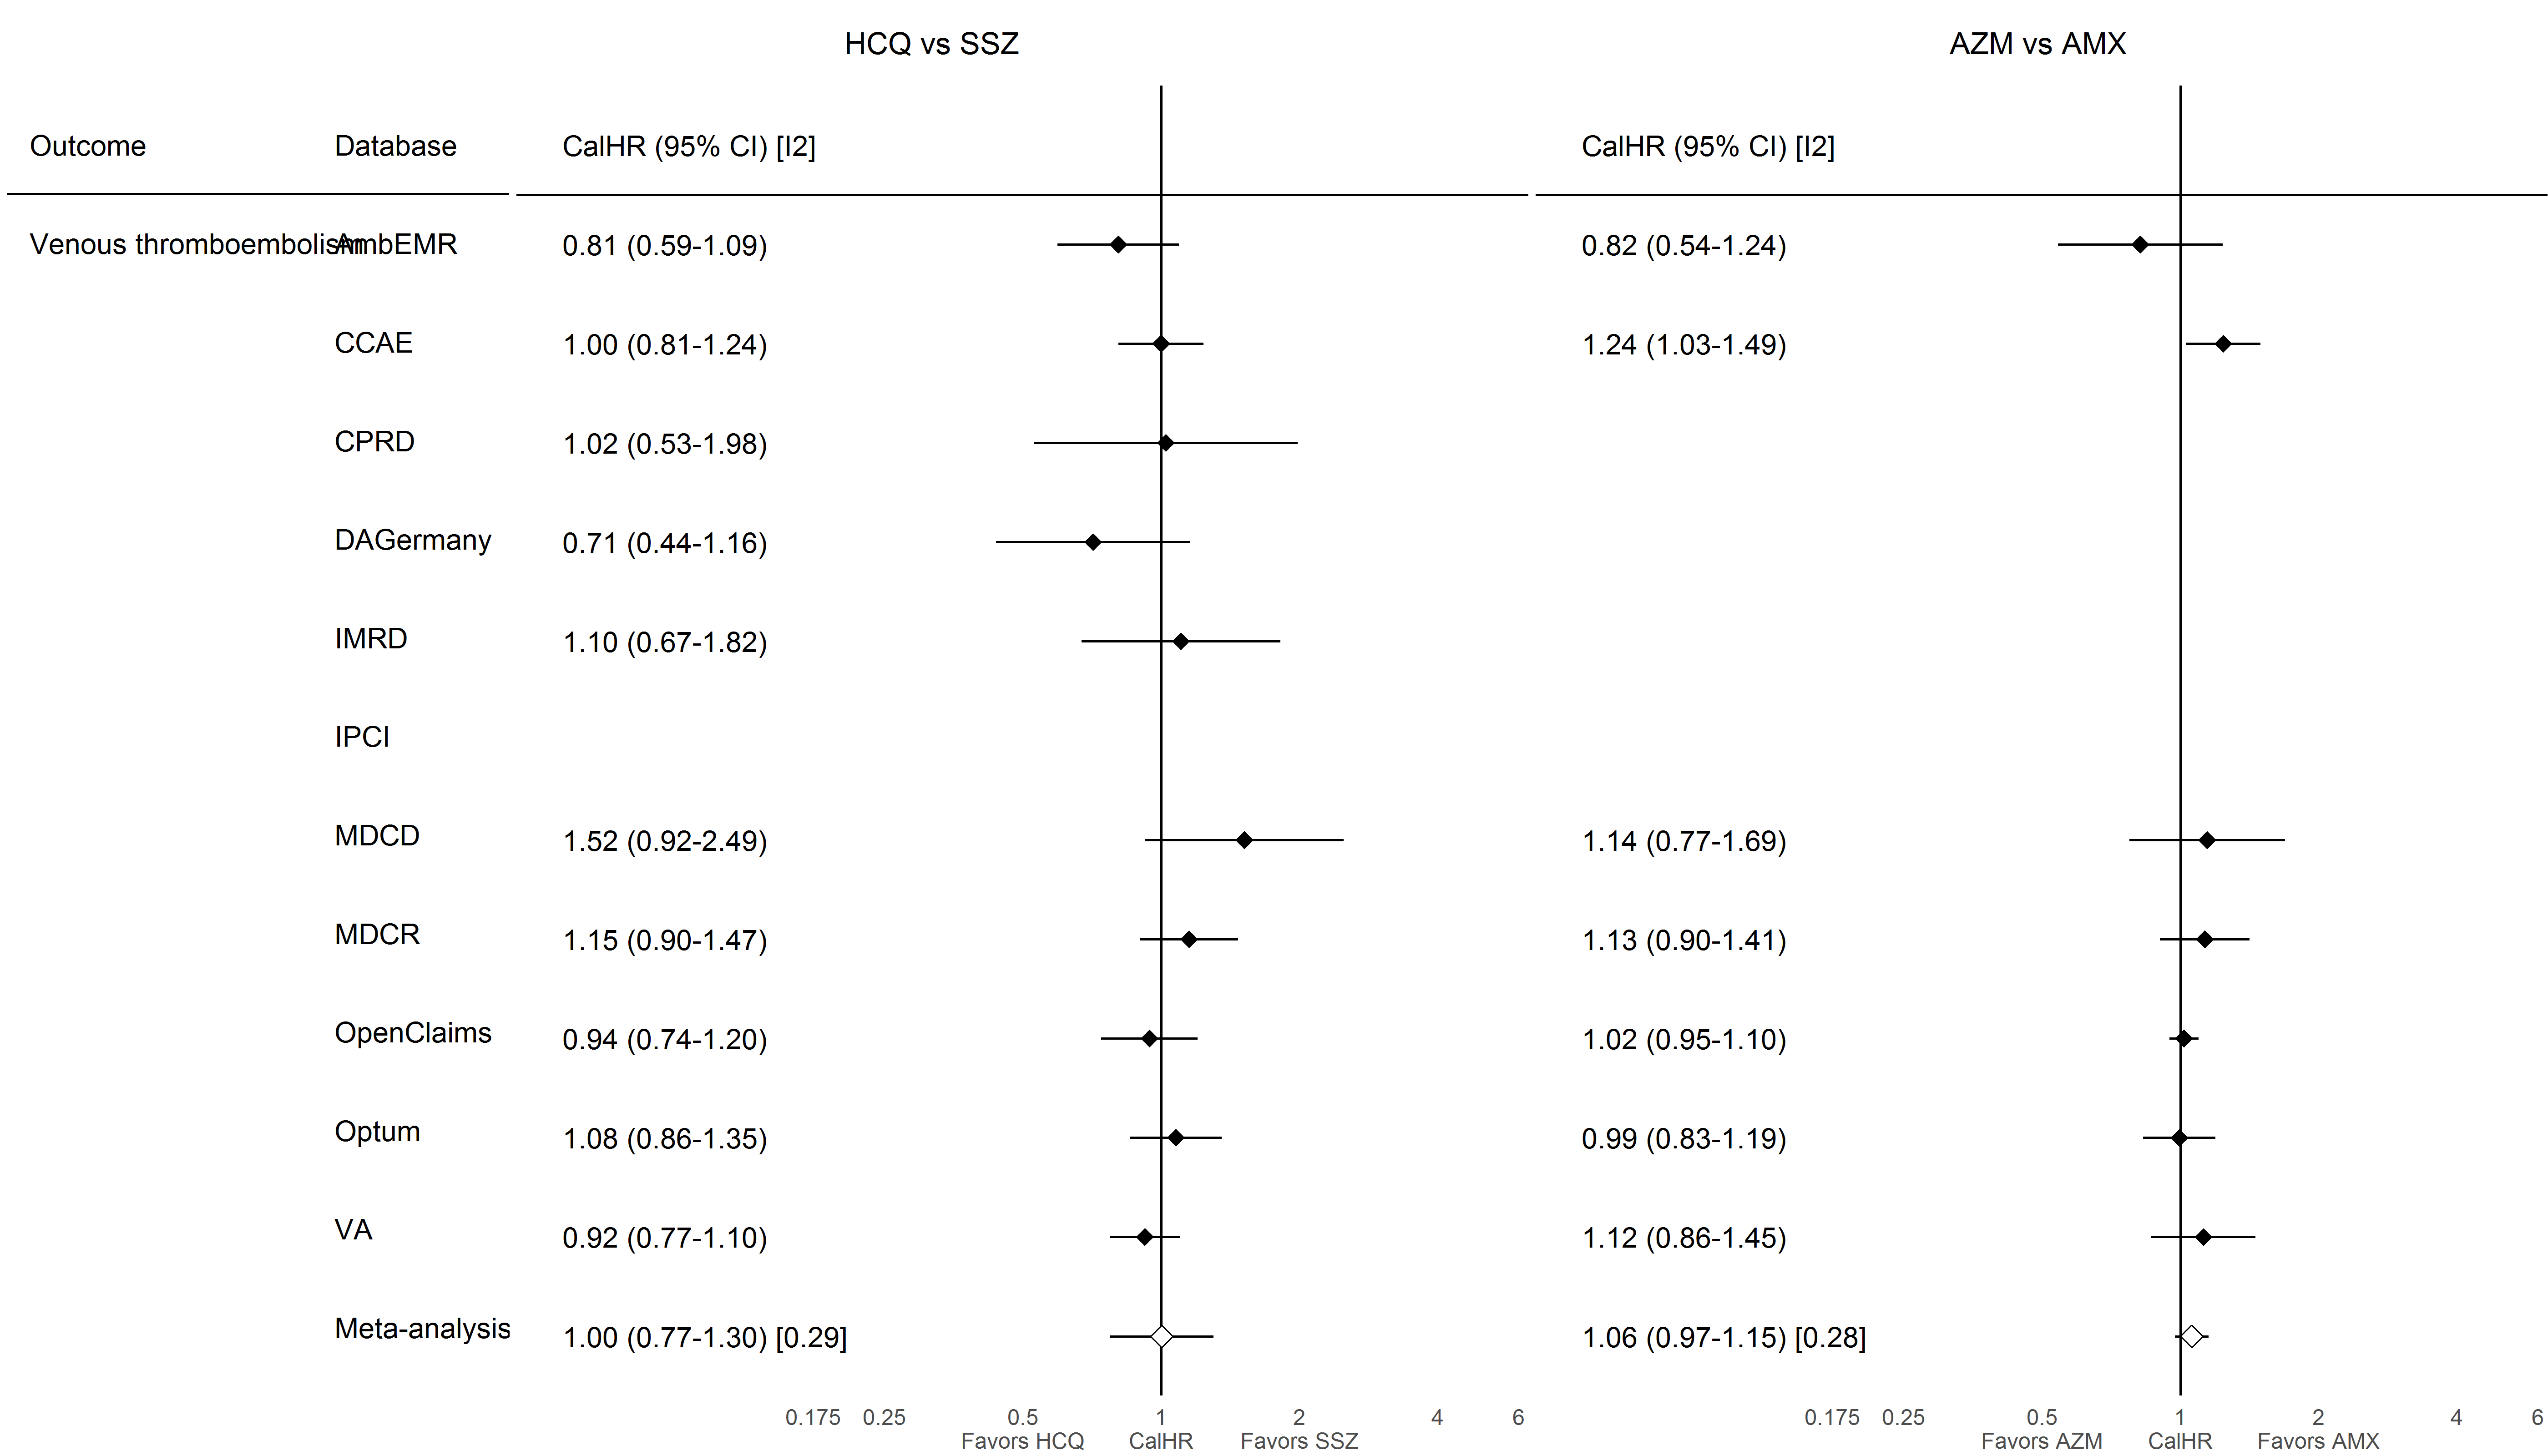 HCQ vs SSZ AZM vs AMX
Outcome Database CalHR (95% CI) [I2] CalHR (95% CI) [I2]
Venous thromboembolism AmbEMR 0.81 (0.59-1.09) 0.82 (0.54-1.24)
CCAE 1.00 (0.81-1.24) 1.24 (1.03-1.49)
CPRD 1.02 (0.53-1.98)
DAGermany 0.71 (0.44-1.16)
IMRD 1.10 (0.67-1.82)
IPCI
MDCD 1.52 (0.92-2.49) 1.14 (0.77-1.69)
MDCR 1.15 (0.90-1.47) 1.13 (0.90-1.41)
OpenClaims 0.94 (0.74-1.20) 1.02 (0.95-1.10)
Optum 1.08 (0.86-1.35) 0.99 (0.83-1.19)
VA 0.92 (0.77-1.10) 1.12 (0.86-1.45)
Meta-analysis 1.00 (0.77-1.30) [0.29] 1.06 (0.97-1.15) [0.28]
0.175 0.25 0.5 1 2 4 6 0.175 0.25 0.5 1 2 4 6
Favors HCQ CalHR Favors SSZ Favors AZM CalHR Favors AMX